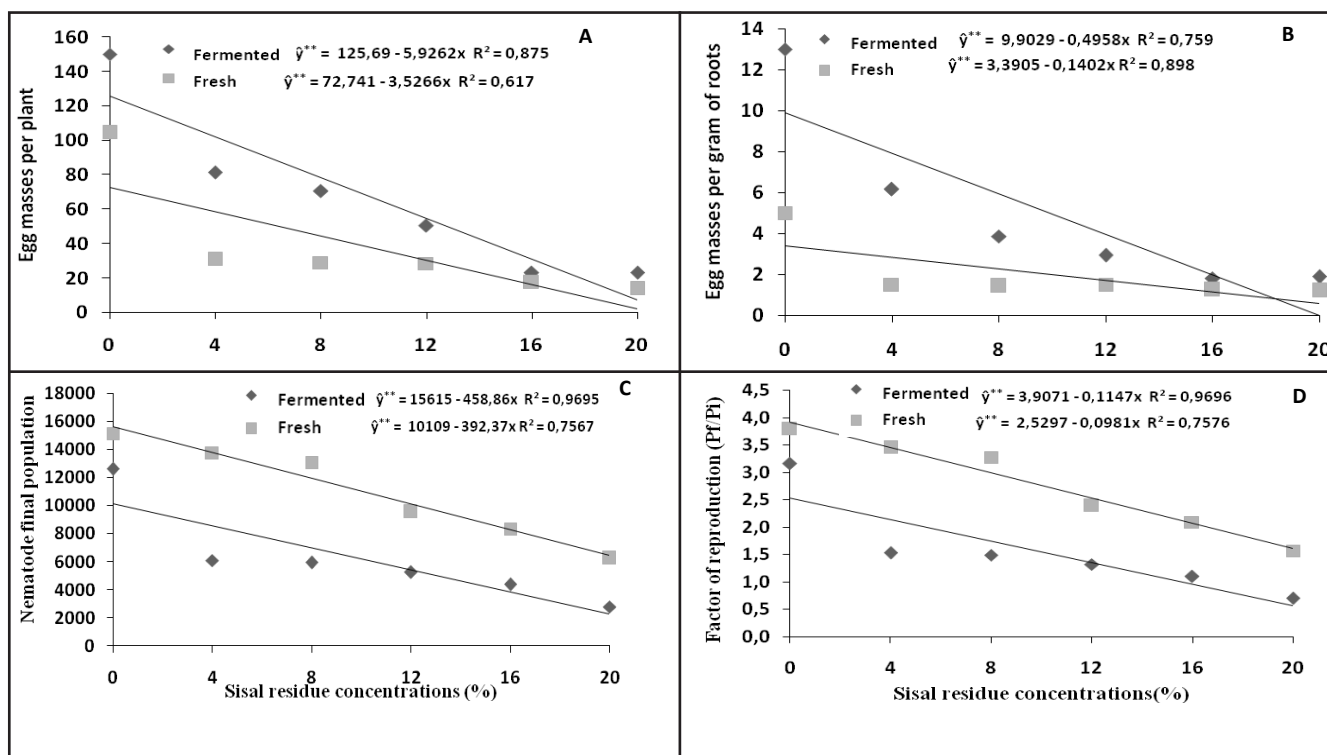 A
Fermented ŷ** = 125,69 - 5,9262x R² = 0,875
Fresh ŷ** = 72,741 - 3,5266x R² = 0,617
Egg masses per plant
160
140
120
100
80
60
40
20
0
0 4 8 12 16 20
B
Fermented ŷ** = 9,9029 - 0,4958x R² = 0,759
Fresh ŷ** = 3,3905 - 0,1402x R² = 0,898
Egg masses per gram of roots
14
12
10
8
6
4
2
0
0 4 8 12 16 20
C
Fermented ŷ** = 15615 - 458,86x R² = 0,9695
Fresh ŷ** = 10109 - 392,37x R² = 0,7567
Nematode final population
18000
16000
14000
12000
10000
8000
6000
4000
2000
0
0 4 8 12 16 20
Sisal residue concentrations (%)
D
Fermented ŷ** = 3,9071 - 0,1147x R² = 0,9696
Fresh ŷ** = 2,5297 - 0,0981x R² = 0,7576
Factor of reproduction (Pf/Pi)
4,5
4,0
3,5
3,0
2,5
2,0
1,5
1,0
0,5
0,0
0 4 8 12 16 20
Sisal residue concentrations(%)